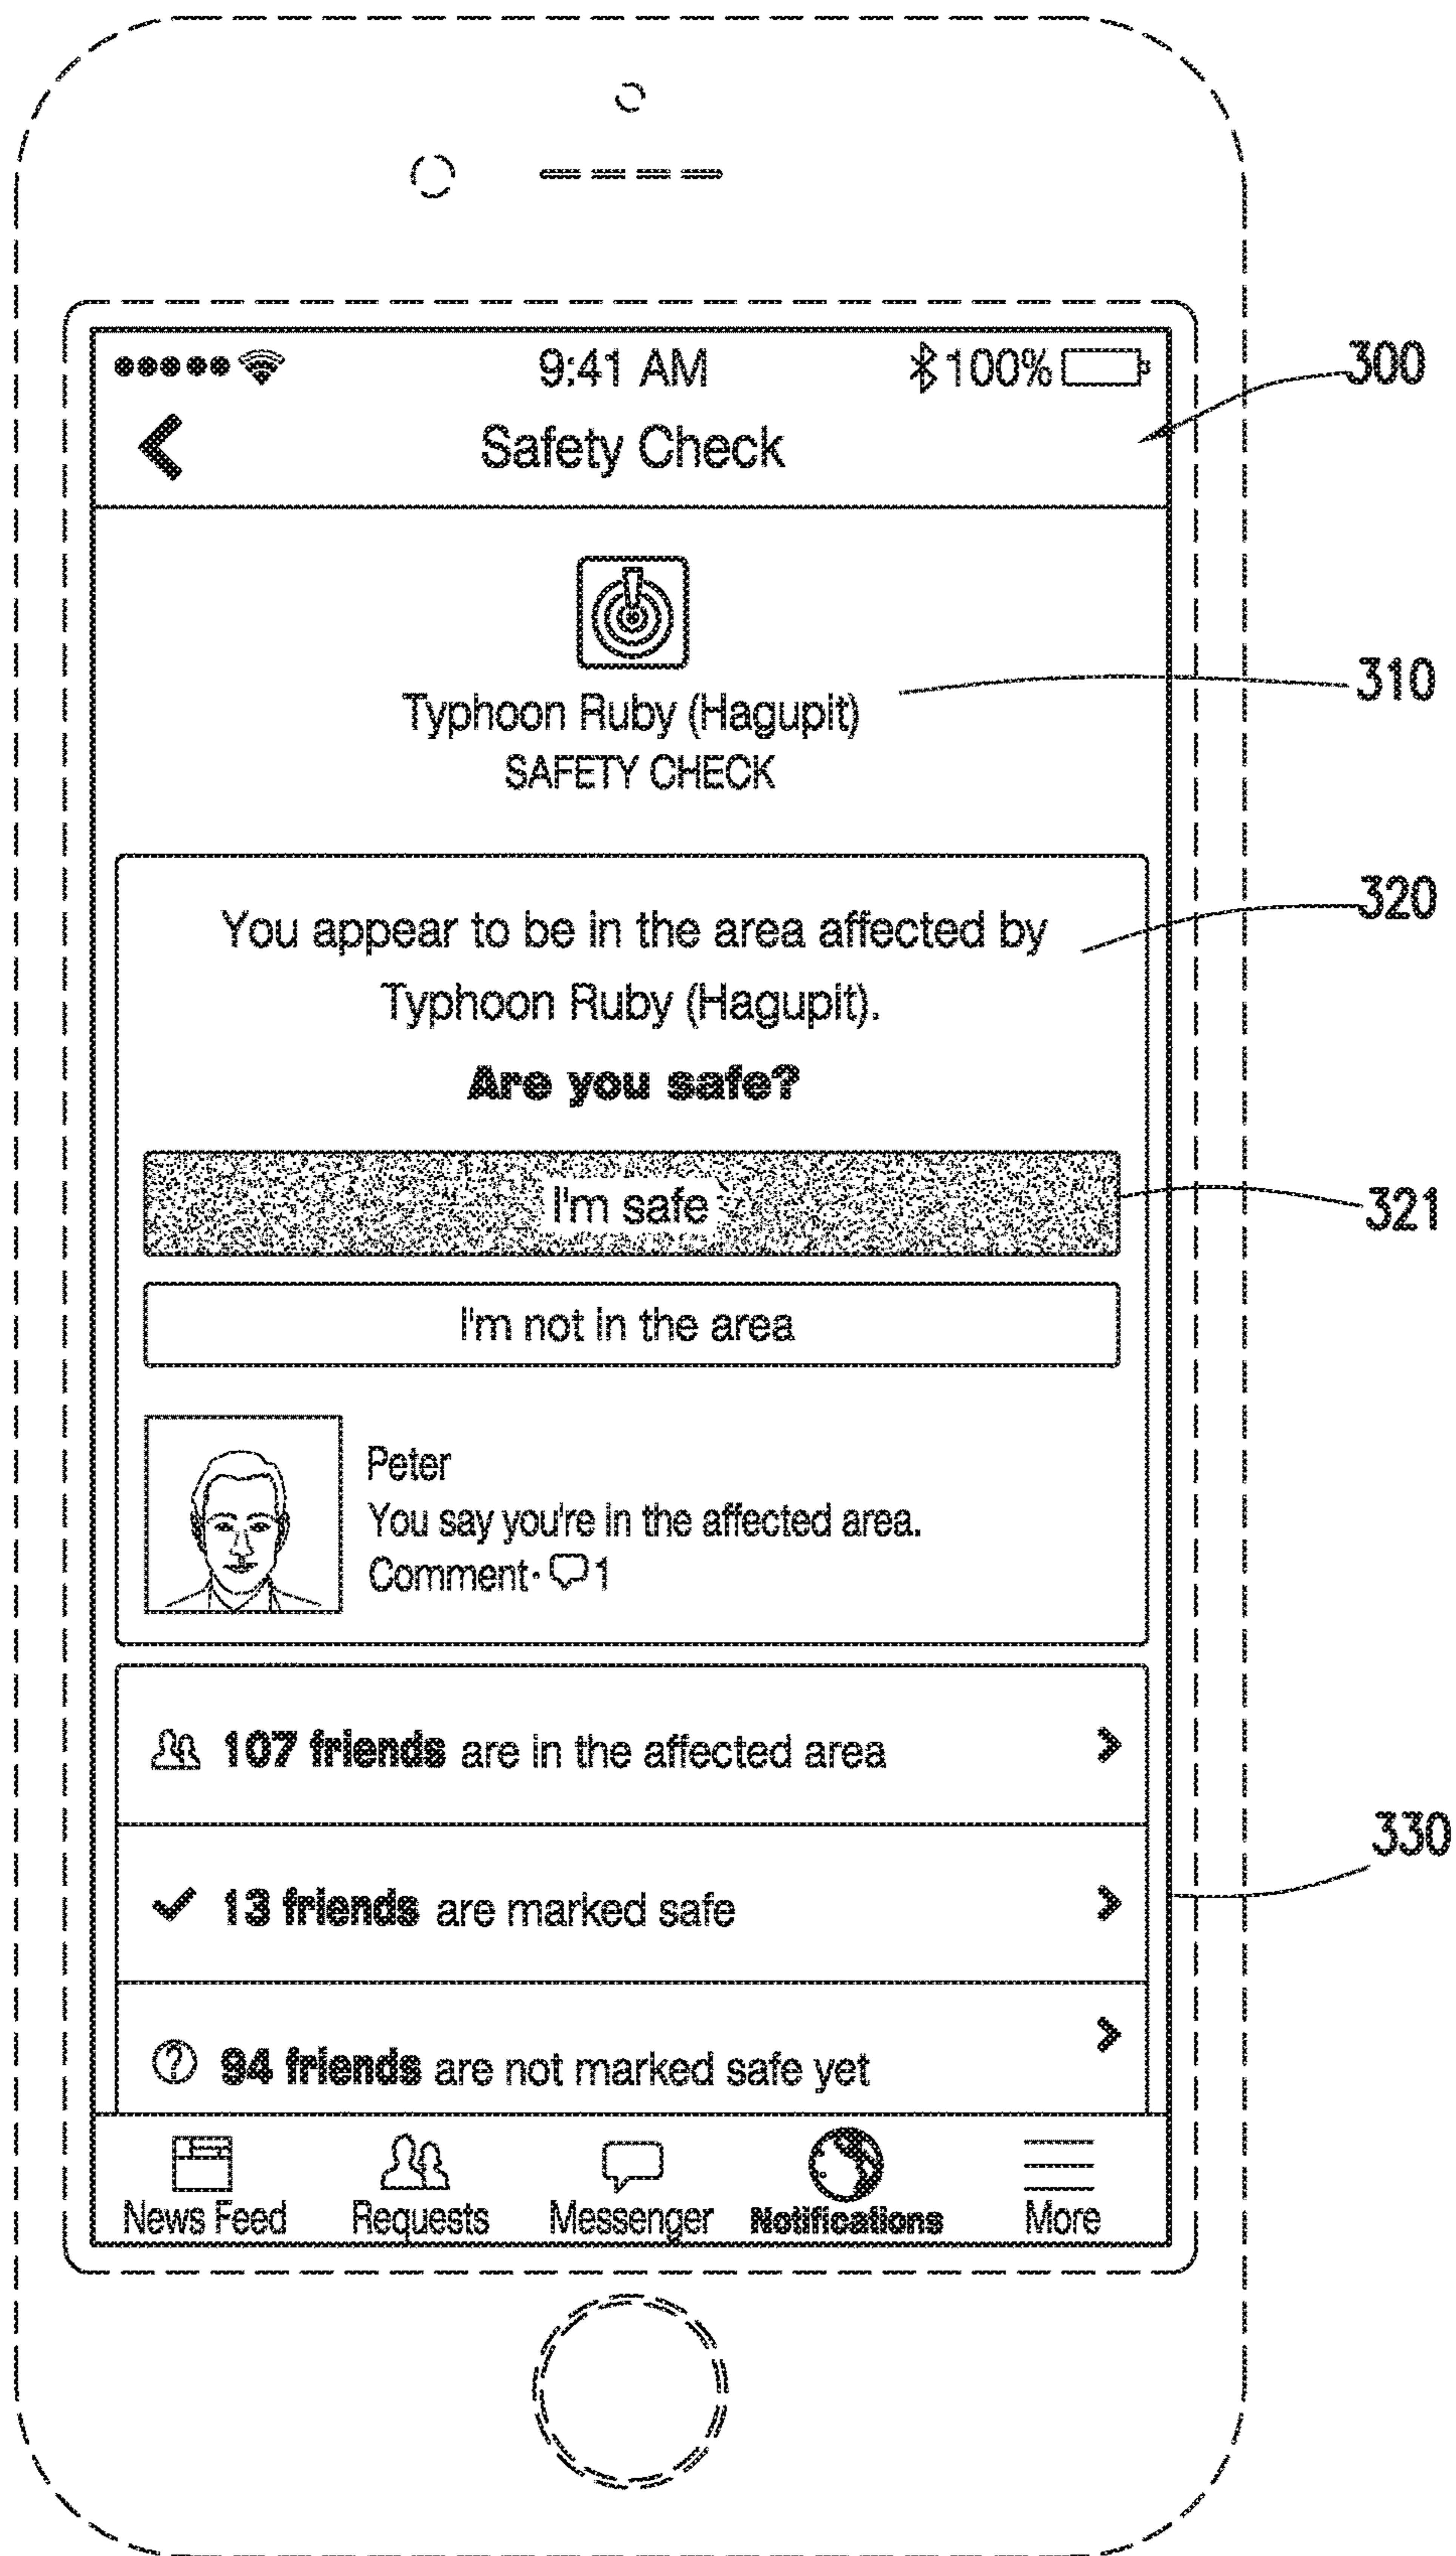 9:41 AM 100%
300
Safety Check
310
Typhoon Ruby (Hagupit)
SAFETY CHECK
320
You appear to be in the area affected by
Typhoon Ruby (Hagupit).
Are you safe?
I'm safe
321
I'm not in the area
Peter
You say you're in the affected area.
Comment· 1
107 friends are in the affected area
330
13 friends are marked safe
94 friends are not marked safe yet
News Feed Requests Messenger Notifications More